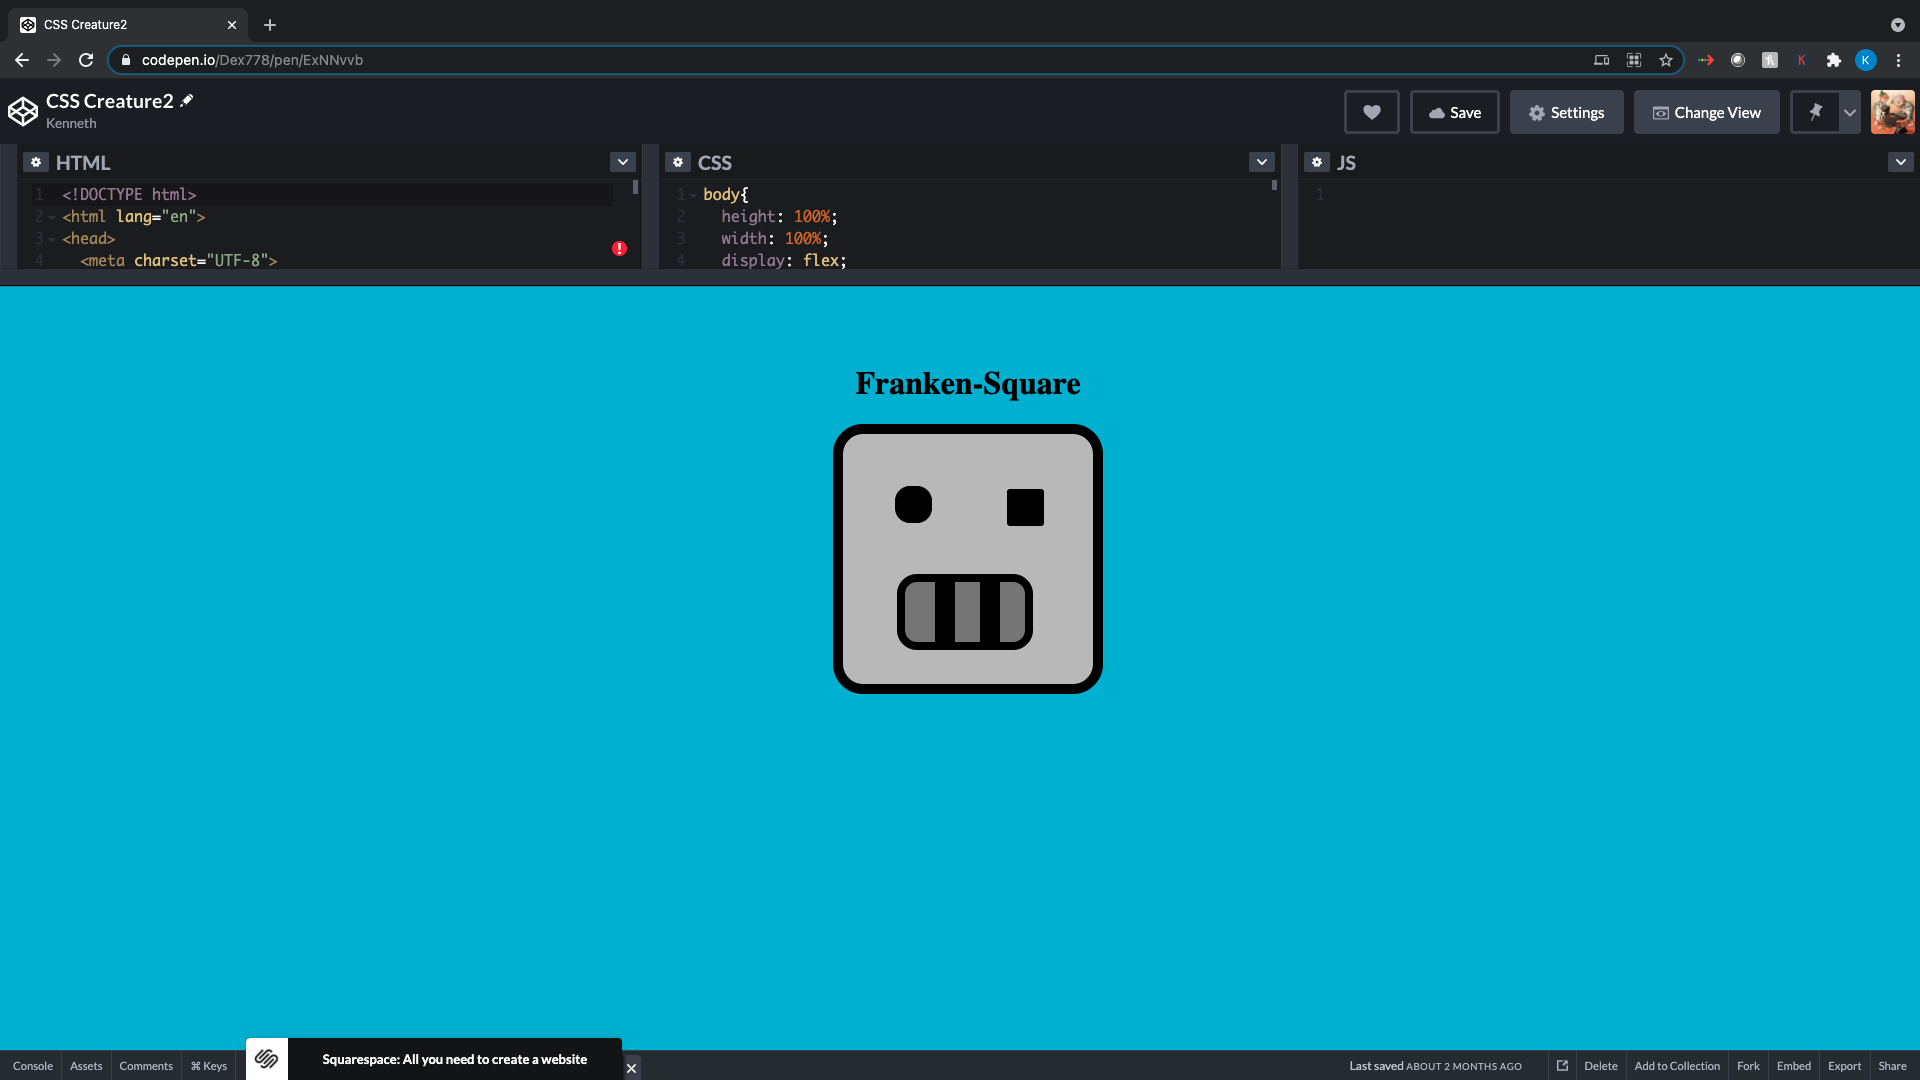 CSS Creature2
codepen.io/Dex778/pen/ExNNvvb
K
K
CSS Creature2
Kenneth
Save
Settings
Change View
HTML
1 <!DOCTYPE html>
2 <html lang="en">
3 <head>
4 <meta charset="UTF-8">
CSS
1 body{
2 height: 100%;
3 width: 100%;
4 display: flex;
JS
1
Franken-Square
Console
Assets
Comments
⌘ Keys
Squarespace: All you need to create a website
Last saved ABOUT 2 MONTHS AGO
Delete
Add to Collection
Fork
Embed
Export
Share